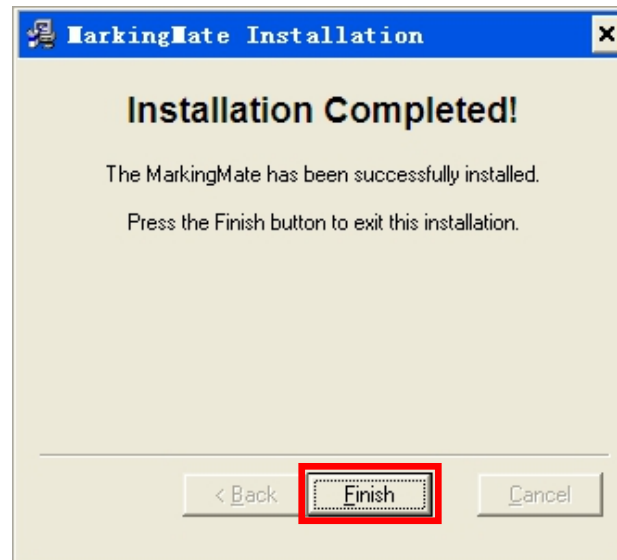 MarkingMate Installation
Installation Completed!
The MarkingMate has been successfully installed.
Press the Finish button to exit this installation.
< Back Finish Cancel